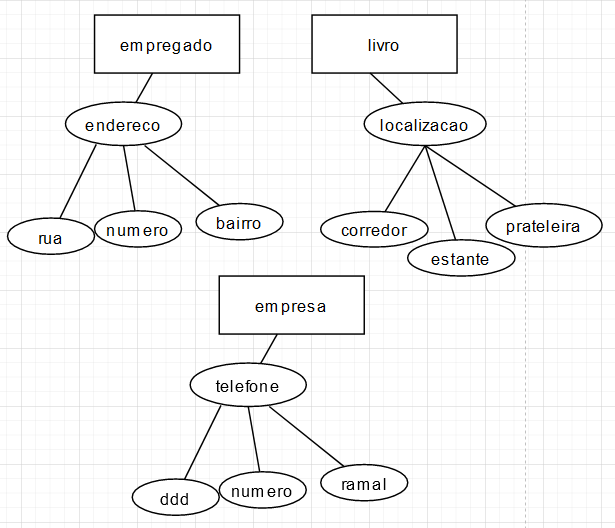 empregado
livro
endereco
localizacao
rua
numero
bairro
corredor
estante
prateleira
empresa
telefone
ddd
numero
ramal